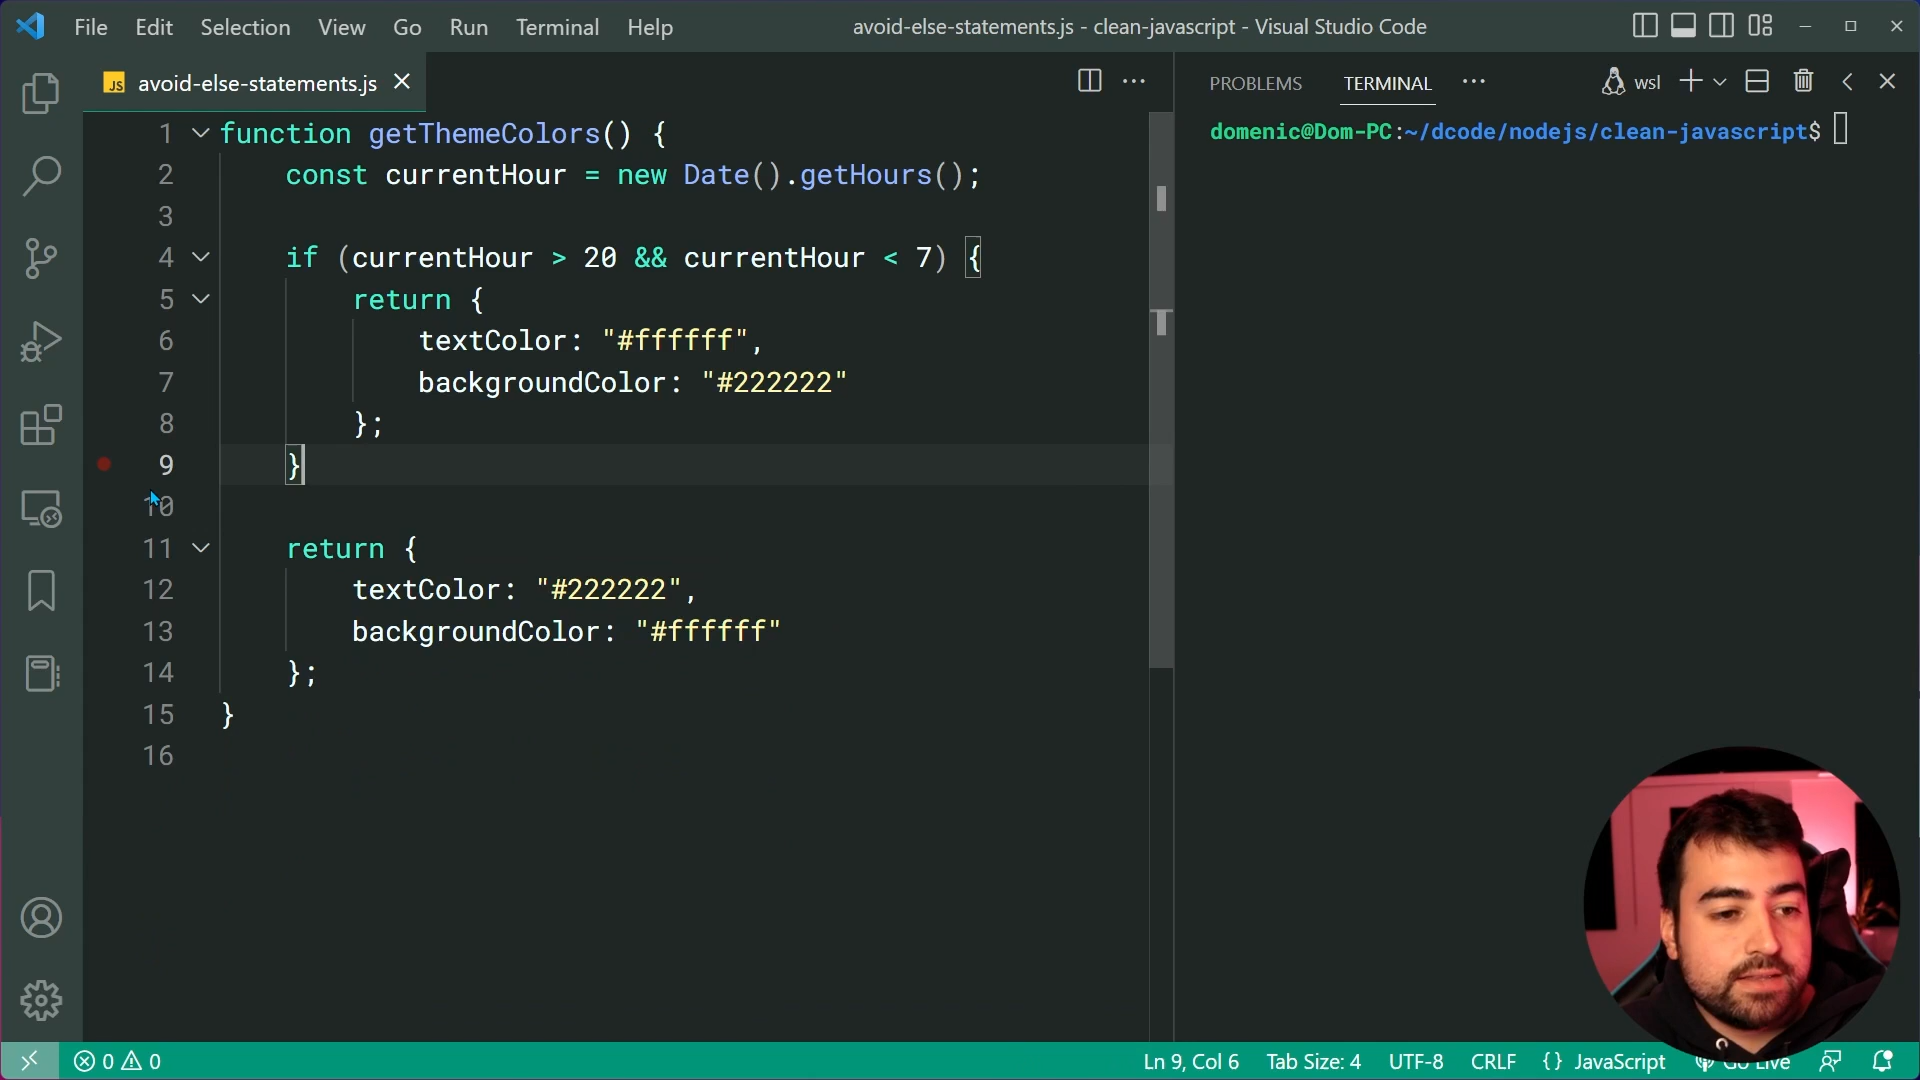 File Edit Selection View Go Run Terminal Help
avoid-else-statements.js - clean-javascript - Visual Studio Code
JS avoid-else-statements.js
PROBLEMS TERMINAL
wsl
1 function getThemeColors() {
2 const currentHour = new Date().getHours();
3
4 if (currentHour > 20 && currentHour < 7) {
5 return {
6 textColor: "#ffffff",
7 backgroundColor: "#222222"
8 };
9 }
10
11 return {
12 textColor: "#222222",
13 backgroundColor: "#ffffff"
14 };
15 }
16
domenic@Dom-PC:~/dcode/nodejs/clean-javascript$
0 0
Ln 9, Col 6 Tab Size: 4 UTF-8 CRLF {} JavaScript Go Live